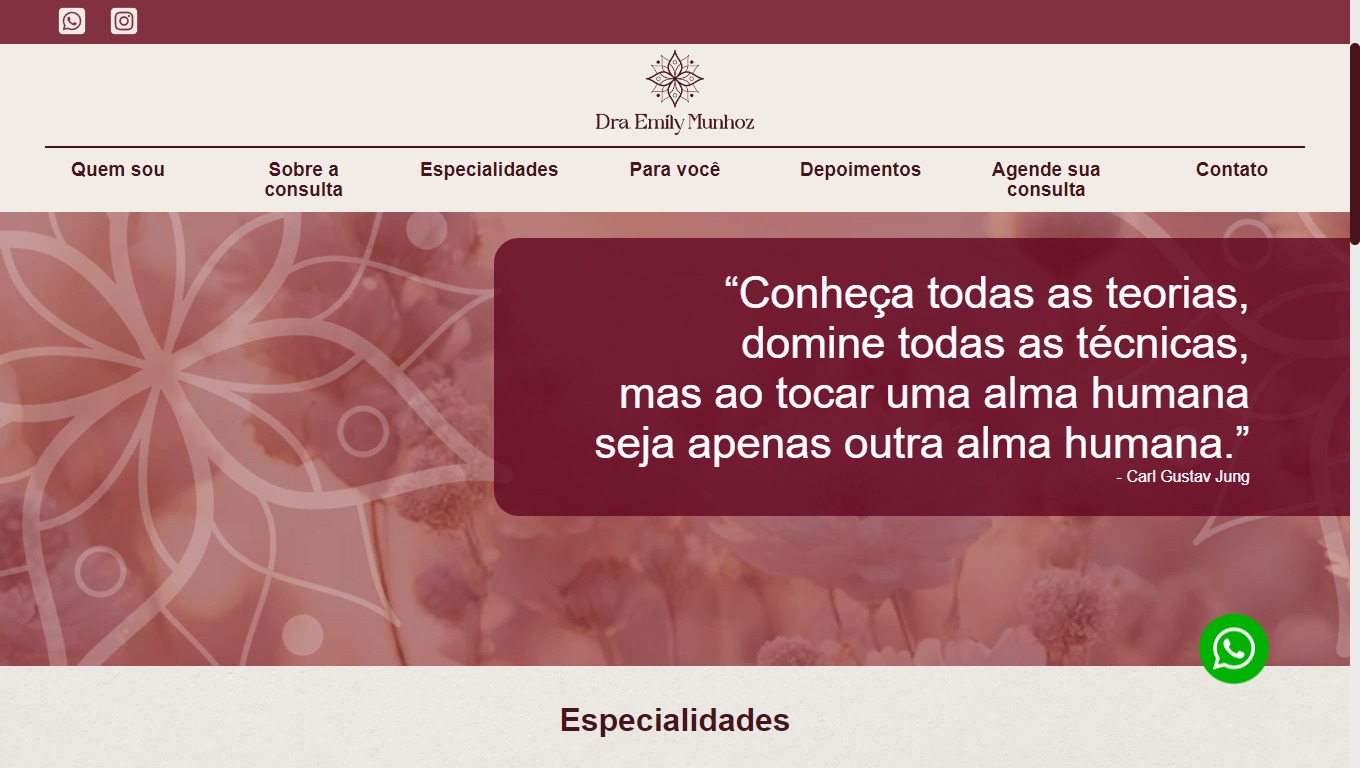 Dra. Emily Munhoz
Quem sou
Sobre a
consulta
Especialidades
Para você
Depoimentos
Agende sua
consulta
Contato
“Conheça todas as teorias,
domine todas as técnicas,
mas ao tocar uma alma humana
seja apenas outra alma humana.”
- Carl Gustav Jung
Especialidades